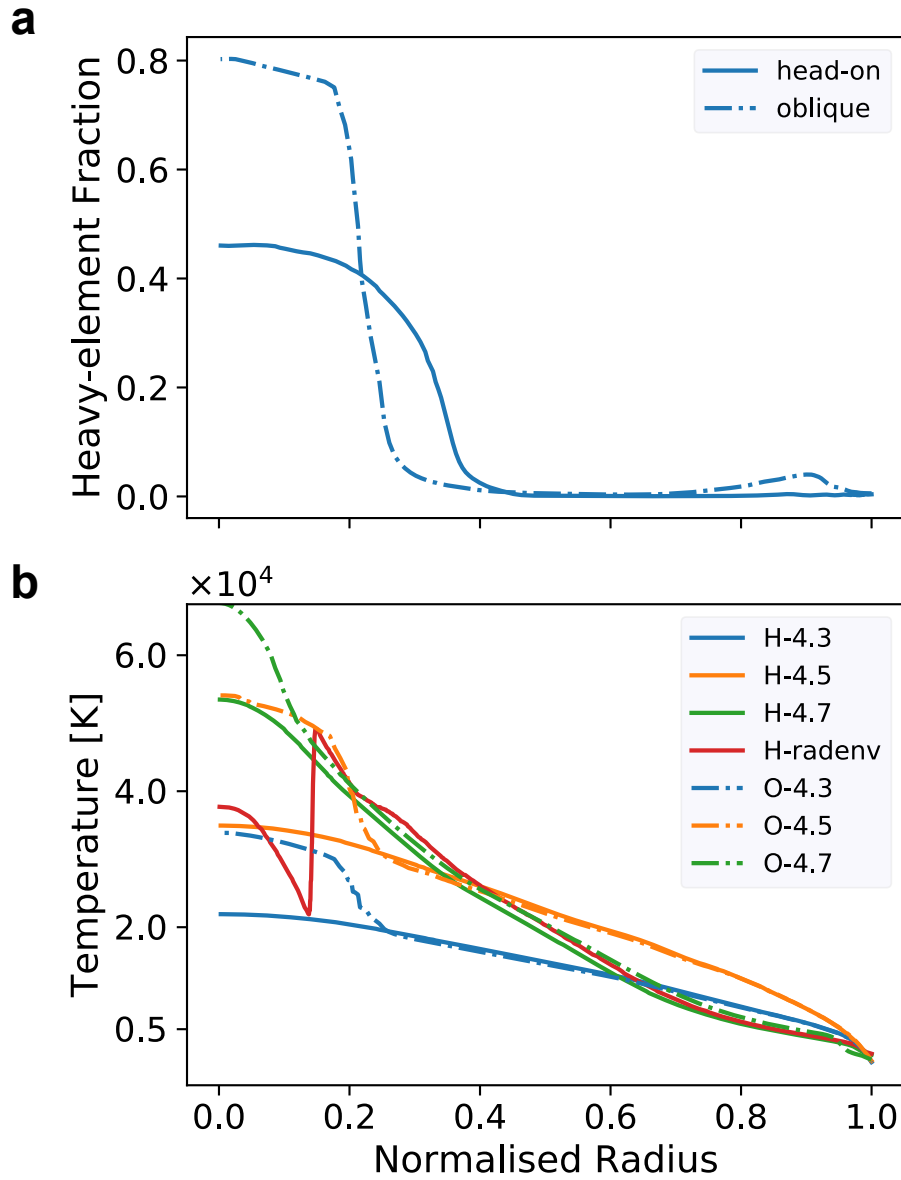 a
Heavy-element Fraction
0.8
0.6
0.4
0.2
0.0
head-on
oblique
b
×10⁴
Temperature [K]
6.0
4.0
2.0
0.5
H-4.3
H-4.5
H-4.7
H-radenv
O-4.3
O-4.5
O-4.7
0.0 0.2 0.4 0.6 0.8 1.0
Normalised Radius